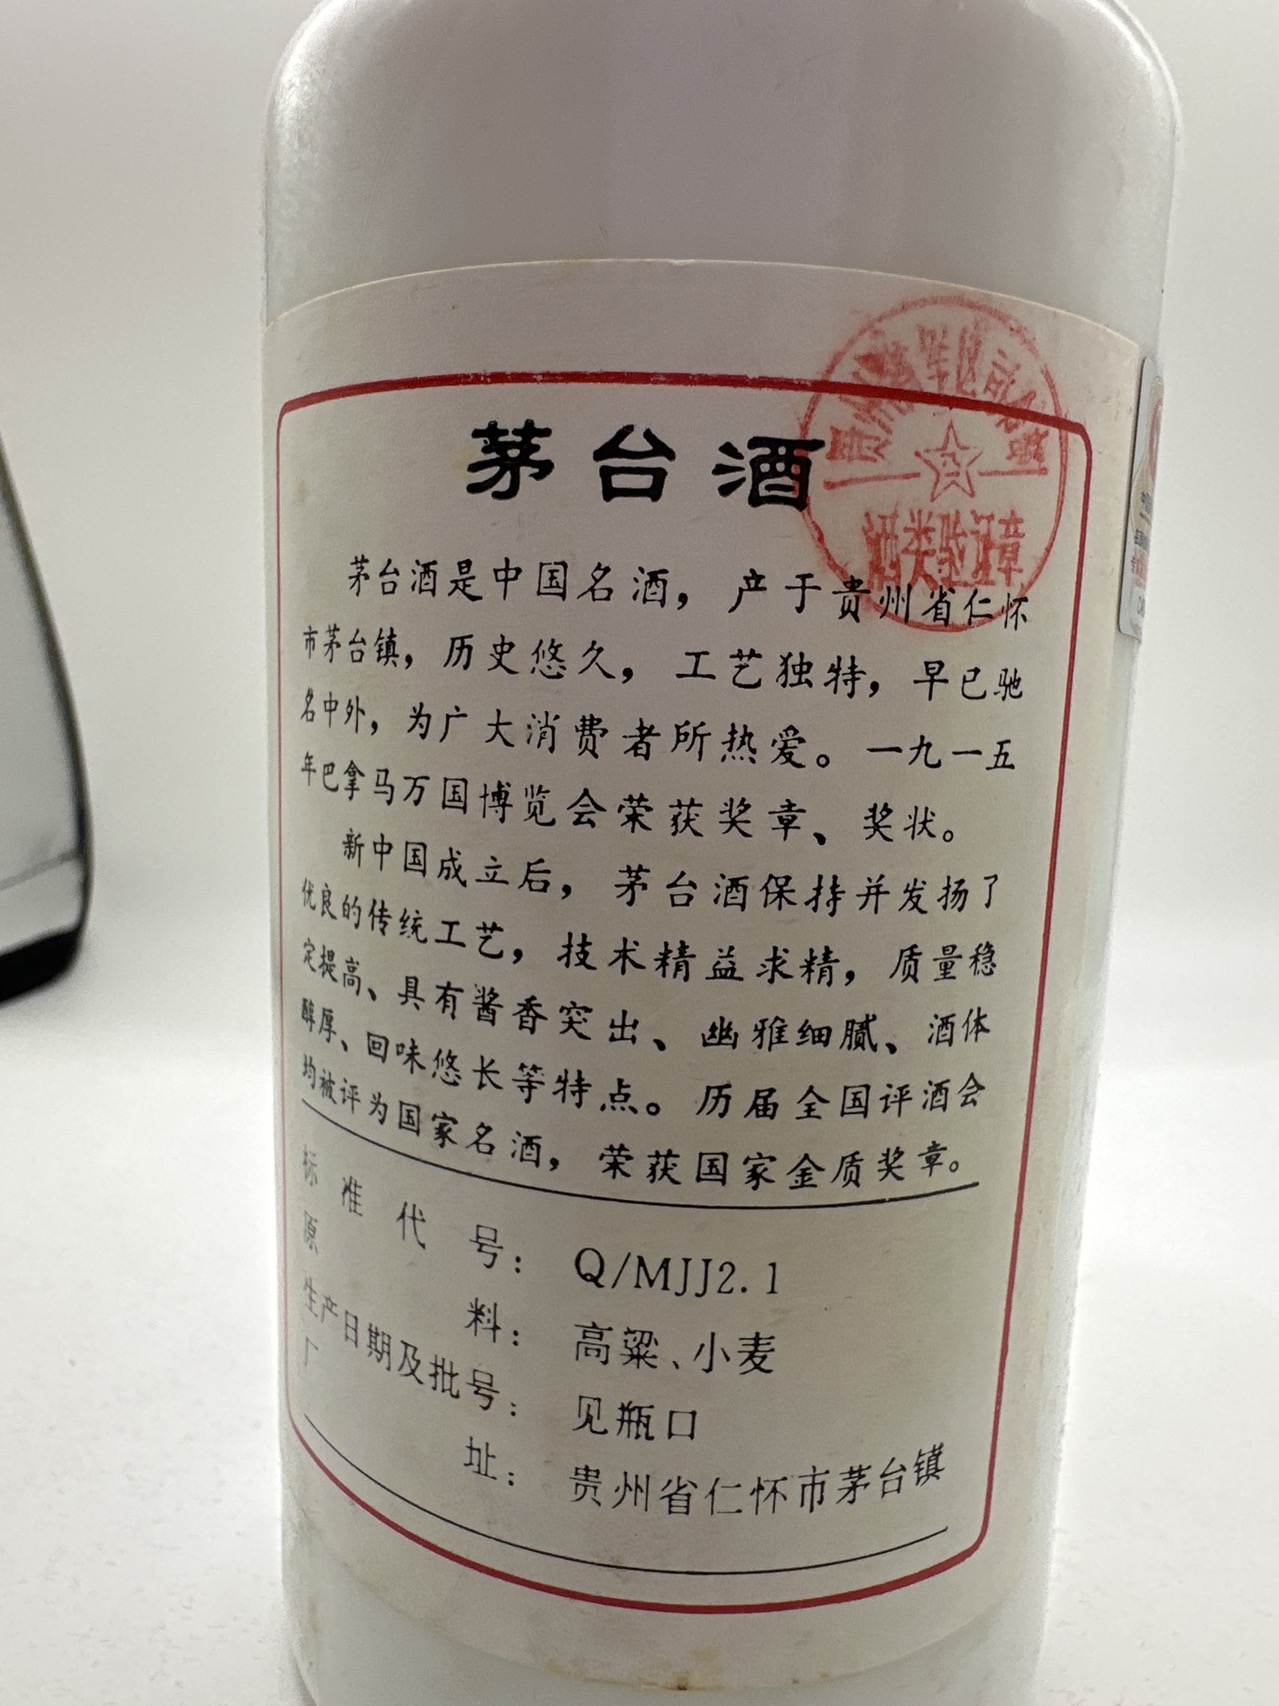 茅台酒
贵州省军区司令部
酒类验证章
茅台酒是中国名酒，产于贵州省仁怀
市茅台镇，历史悠久，工艺独特，早已驰
名中外，为广大消费者所热爱。一九一五
年巴拿马万国博览会荣获奖章、奖状。
新中国成立后，茅台酒保持并发扬了
优良的传统工艺，技术精益求精，质量稳
定提高、具有酱香突出、幽雅细腻、酒体
醇厚、回味悠长等特点。历届全国评酒会
均被评为国家名酒，荣获国家金质奖章。
标准代号：Q/MJJ2.1
原料：高粱、小麦
生产日期及批号：见瓶口
厂址：贵州省仁怀市茅台镇